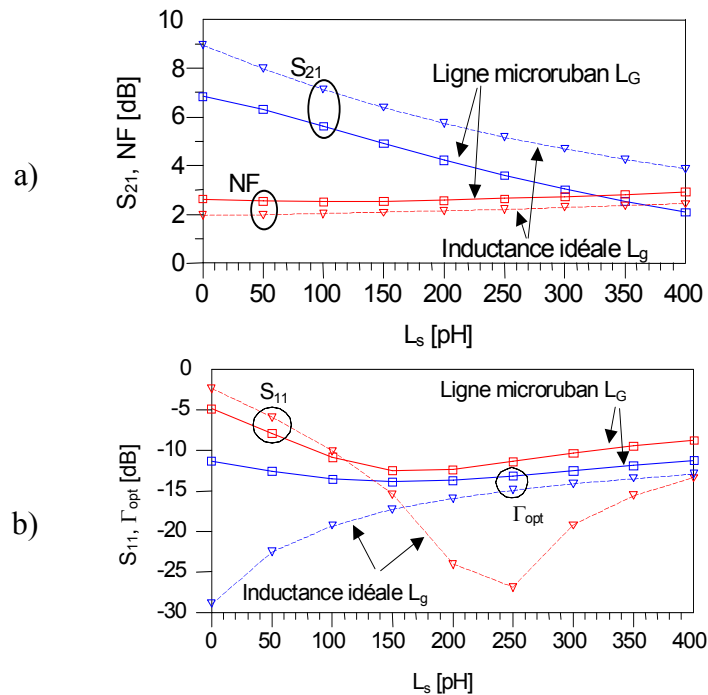 a)
S21, NF [dB]
10
8
6
4
2
0
S21
Ligne microruban LG
NF
Inductance idéale Lg
0 50 100 150 200 250 300 350 400
Ls [pH]
b)
S11, Γopt [dB]
0
-5
-10
-15
-20
-25
-30
S11
Ligne microruban LG
Γopt
Inductance idéale Lg
0 50 100 150 200 250 300 350 400
Ls [pH]